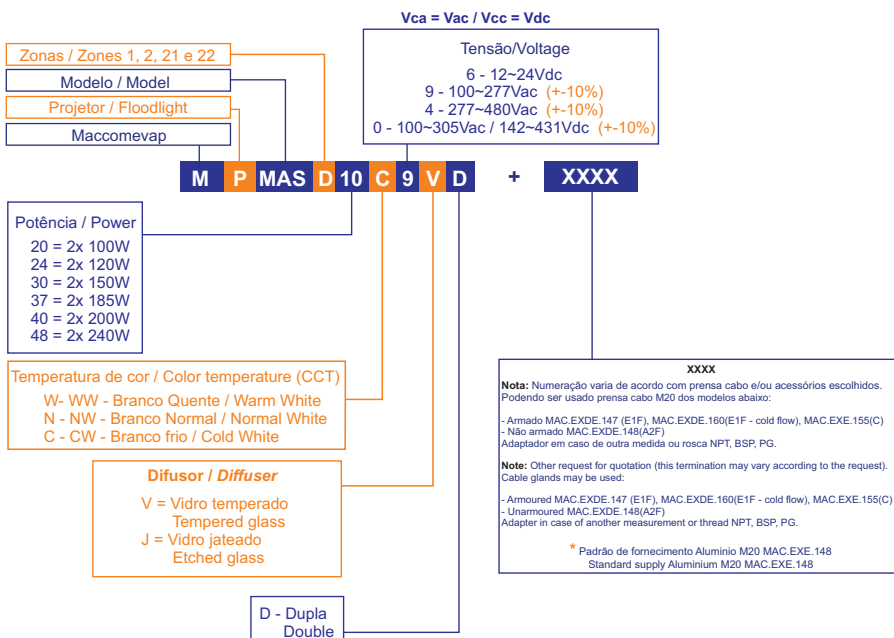 Vca = Vac / Vcc = Vdc
Tensão/Voltage
6 - 12~24Vdc
9 - 100~277Vac (+-10%)
4 - 277~480Vac (+-10%)
0 - 100~305Vac / 142~431Vdc (+-10%)
Zonas / Zones 1, 2, 21 e 22
Modelo / Model
Projetor / Floodlight
Maccomevap
M P MAS D 10 C 9 V D + XXXX
Potência / Power
20 = 2x 100W
24 = 2x 120W
30 = 2x 150W
37 = 2x 185W
40 = 2x 200W
48 = 2x 240W
Temperatura de cor / Color temperature (CCT)
W- WW - Branco Quente / Warm White
N - NW - Branco Normal / Normal White
C - CW - Branco frio / Cold White
Difusor / Diffuser
V = Vidro temperado
Tempered glass
J = Vidro jateado
Etched glass
D - Dupla
Double
XXXX
Nota: Numeração varia de acordo com prensa cabo e/ou acessórios escolhidos.
Podendo ser usado prensa cabo M20 dos modelos abaixo:
- Armado MAC.EXDE.147 (E1F), MAC.EXDE.160(E1F - cold flow), MAC.EXE.155(C)
- Não armado MAC.EXDE.148(A2F)
Adaptador em caso de outra medida ou rosca NPT, BSP, PG.
Note: Other request for quotation (this termination may vary according to the request).
Cable glands may be used:
- Armoured MAC.EXDE.147 (E1F), MAC.EXDE.160(E1F - cold flow), MAC.EXE.155(C)
- Unarmoured MAC.EXDE.148(A2F)
Adapter in case of another measurement or thread NPT, BSP, PG.
* Padrão de fornecimento Aluminio M20 MAC.EXE.148
Standard supply Aluminium M20 MAC.EXE.148